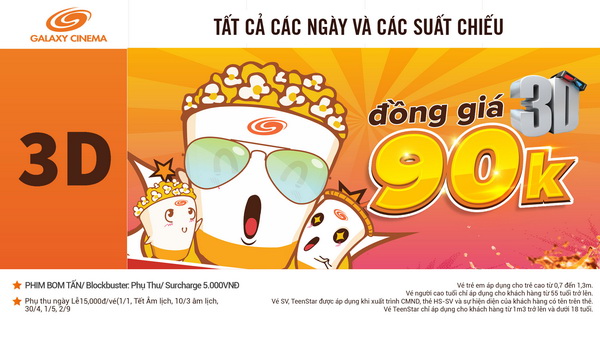 GALAXY CINEMA
TẤT CẢ CÁC NGÀY VÀ CÁC SUẤT CHIẾU
3D
đồng giá 3D
90k
PHIM BOM TẤN/ Blockbuster. Phụ Thu/ Surcharge 5.000VNĐ
Phụ thu ngày Lễ15,000đ/vé(1/1, Tết Âm lịch, 10/3 âm lịch,
30/4, 1/5, 2/9
Vé trẻ em áp dụng cho trẻ cao từ 0,7 đến 1,3m.
Vé người cao tuổi chỉ áp dụng cho khách hàng từ 55 tuổi trở lên.
Vé SV, TeenStar được áp dụng khi xuất trình CMND, thẻ HS-SV và sự hiện diện của khách hàng có tên trên thẻ.
Vé TeenStar chỉ áp dụng cho khách hàng từ 1m3 trở lên và dưới 18 tuổi.